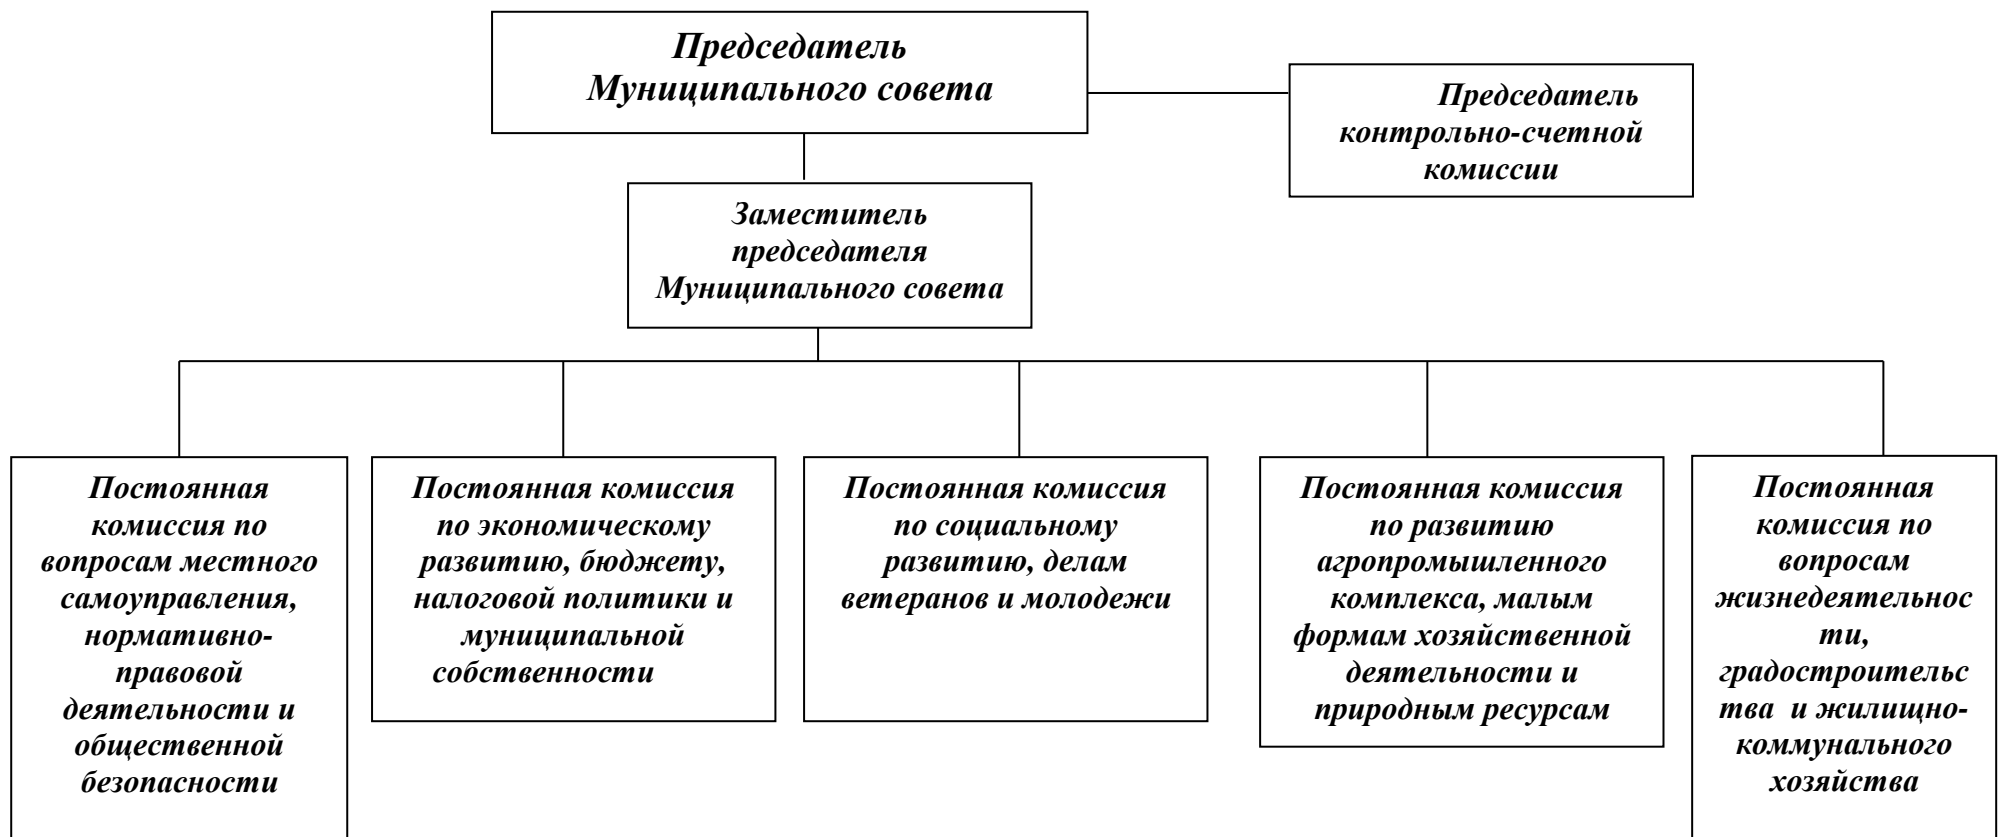 Председатель
Муниципального совета
Председатель
контрольно-счетной
комиссии
Заместитель
председателя
Муниципального совета
Постоянная
комиссия по
вопросам местного
самоуправления,
нормативно-
правовой
деятельности и
общественной
безопасности
Постоянная комиссия
по экономическому
развитию, бюджету,
налоговой политики и
муниципальной
собственности
Постоянная комиссия
по социальному
развитию, делам
ветеранов и молодежи
Постоянная комиссия
по развитию
агропромышленного
комплекса, малым
формам хозяйственной
деятельности и
природным ресурсам
Постоянная
комиссия по
вопросам
жизнедеятельнос
ти,
градостроительс
тва и жилищно-
коммунального
хозяйства